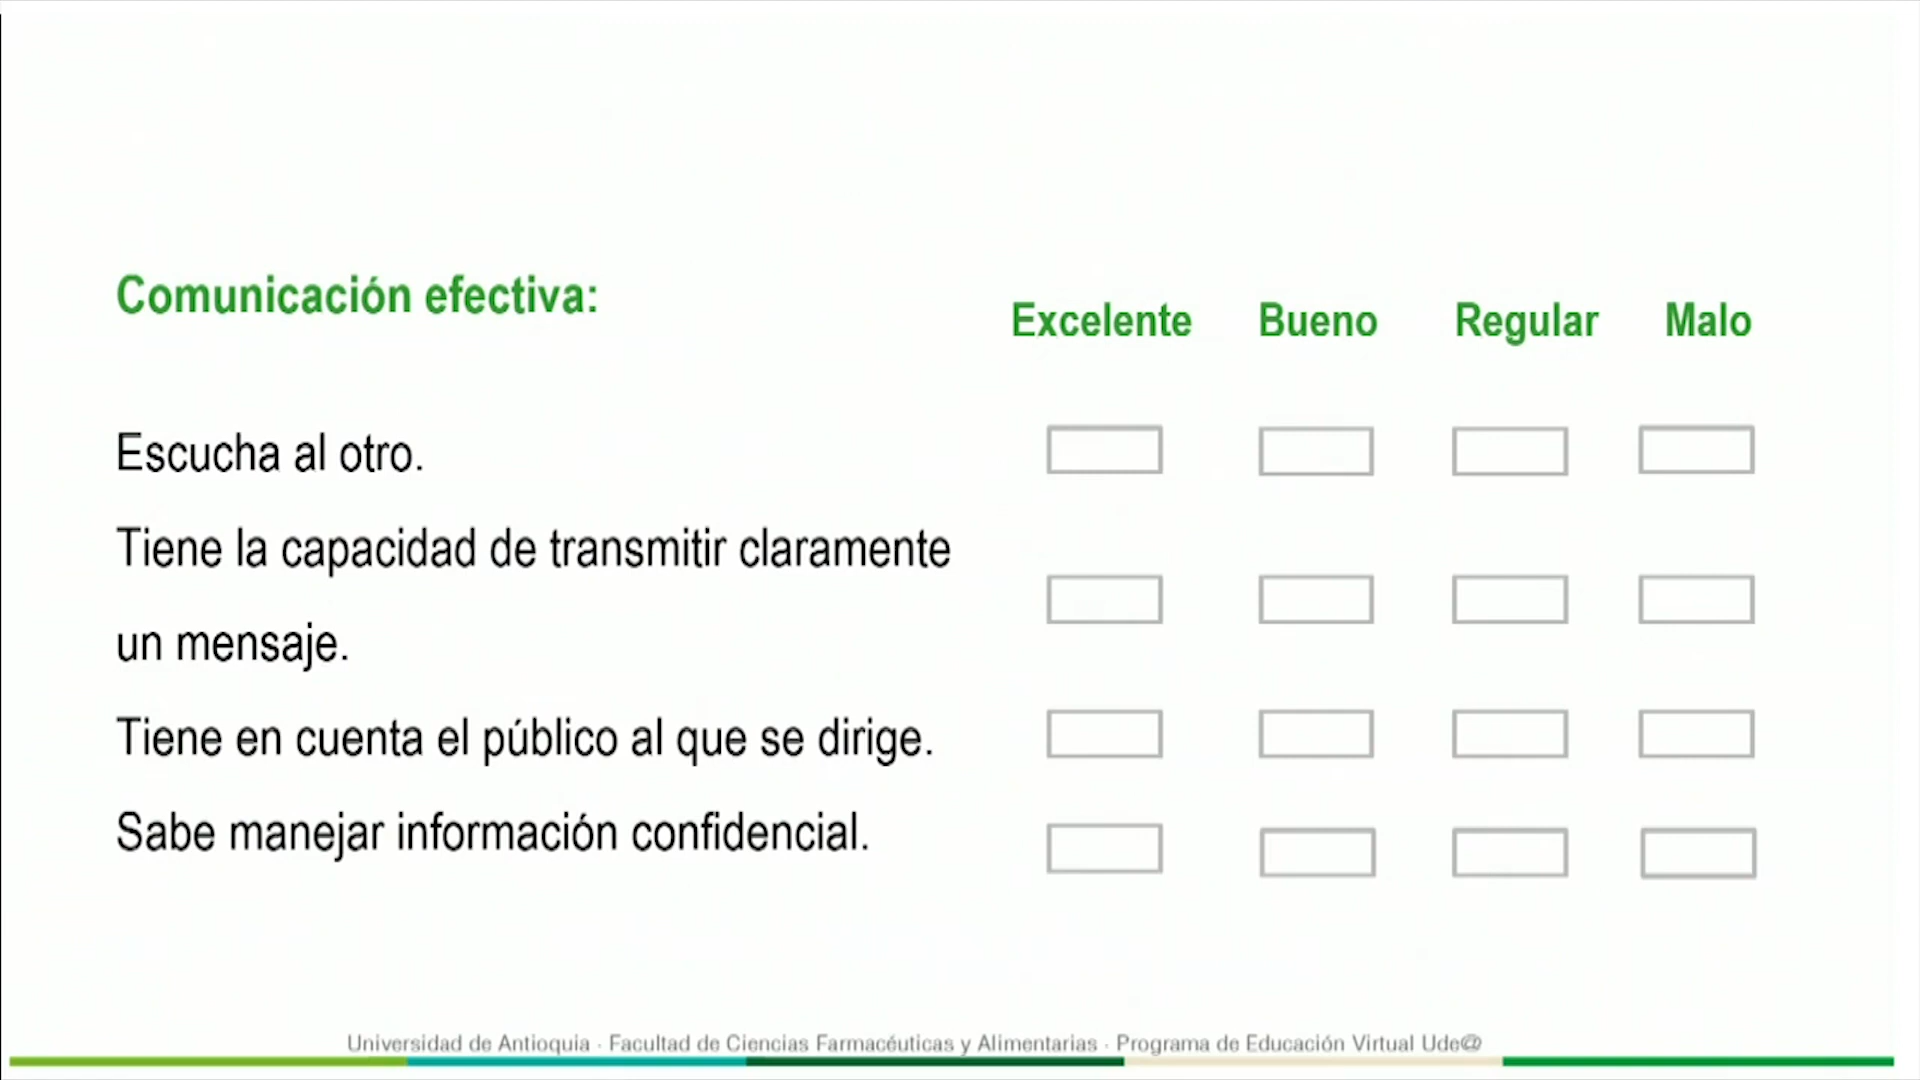 Comunicación efectiva:
Excelente Bueno Regular Malo
Escucha al otro.
Tiene la capacidad de transmitir claramente
un mensaje.
Tiene en cuenta el público al que se dirige.
Sabe manejar información confidencial.
Universidad de Antioquia · Facultad de Ciencias Farmacéuticas y Alimentarias · Programa de Educación Virtual Ude@